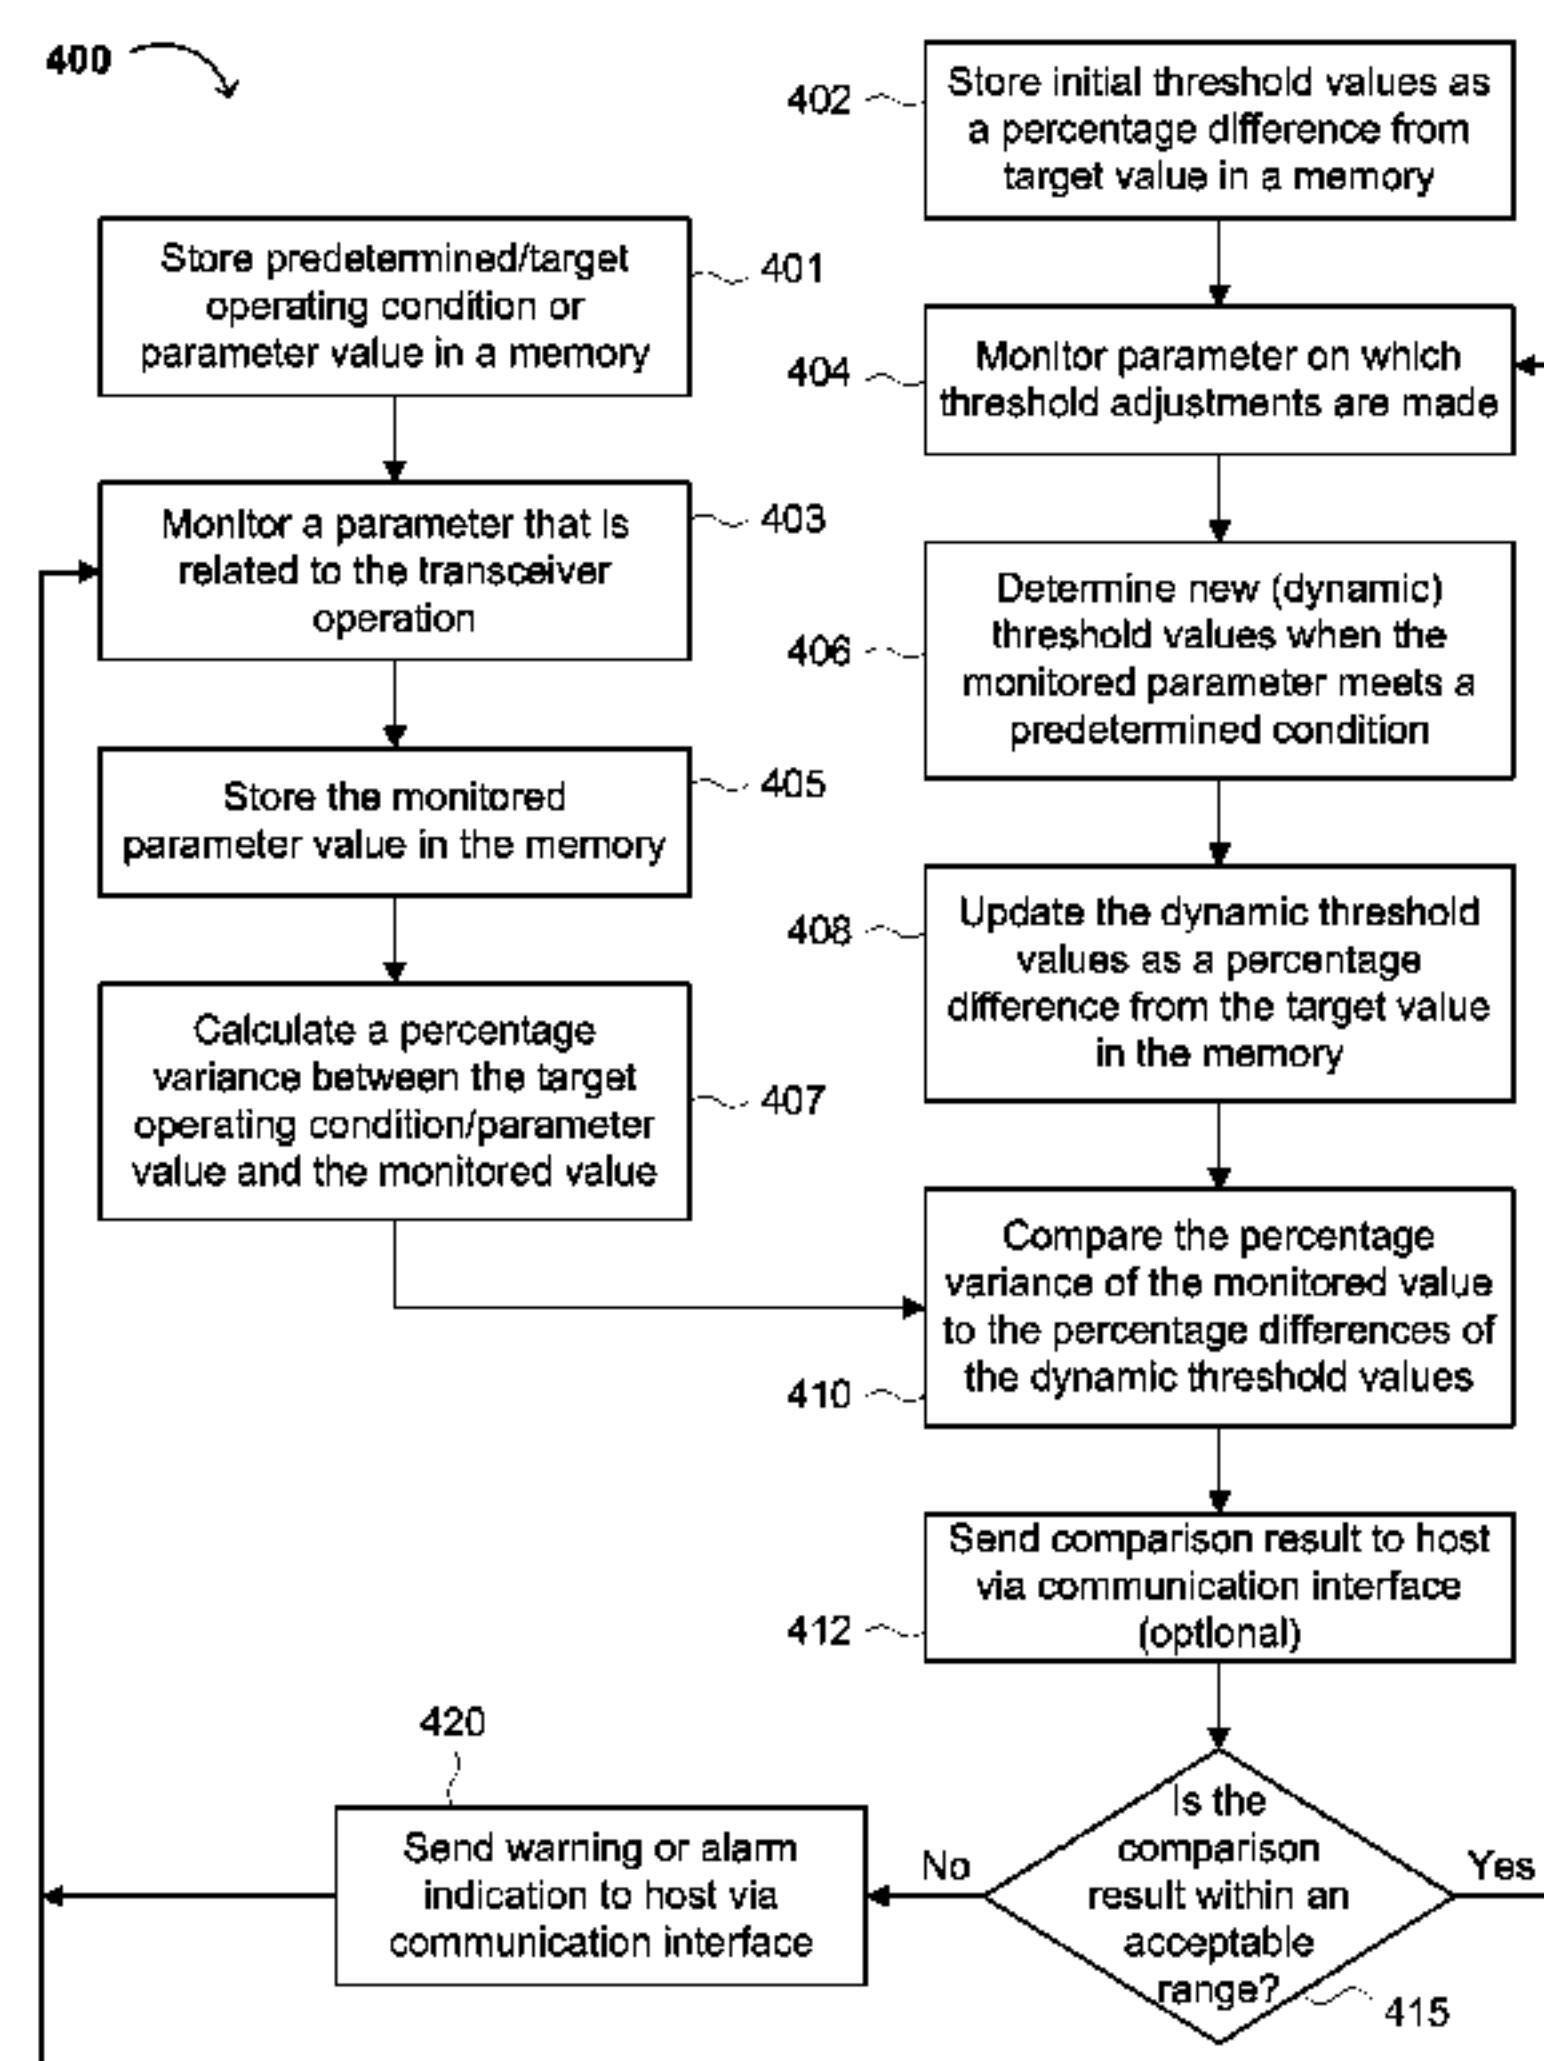 400
402
Store initial threshold values as
a percentage difference from
target value in a memory
Store predetermined/target
operating condition or
parameter value in a memory
401
404
Monitor parameter on which
threshold adjustments are made
Monitor a parameter that is
related to the transceiver
operation
403
406
Determine new (dynamic)
threshold values when the
monitored parameter meets a
predetermined condition
Store the monitored
parameter value in the memory
405
408
Update the dynamic threshold
values as a percentage
difference from the target value
in the memory
Calculate a percentage
variance between the target
operating condition/parameter
value and the monitored value
407
Compare the percentage
variance of the monitored value
to the percentage differences of
the dynamic threshold values
410
Send comparison result to host
via communication interface
(optional)
412
420
Send warning or alarm
indication to host via
communication interface
No
Is the
comparison
result within an
acceptable
range?
Yes
415